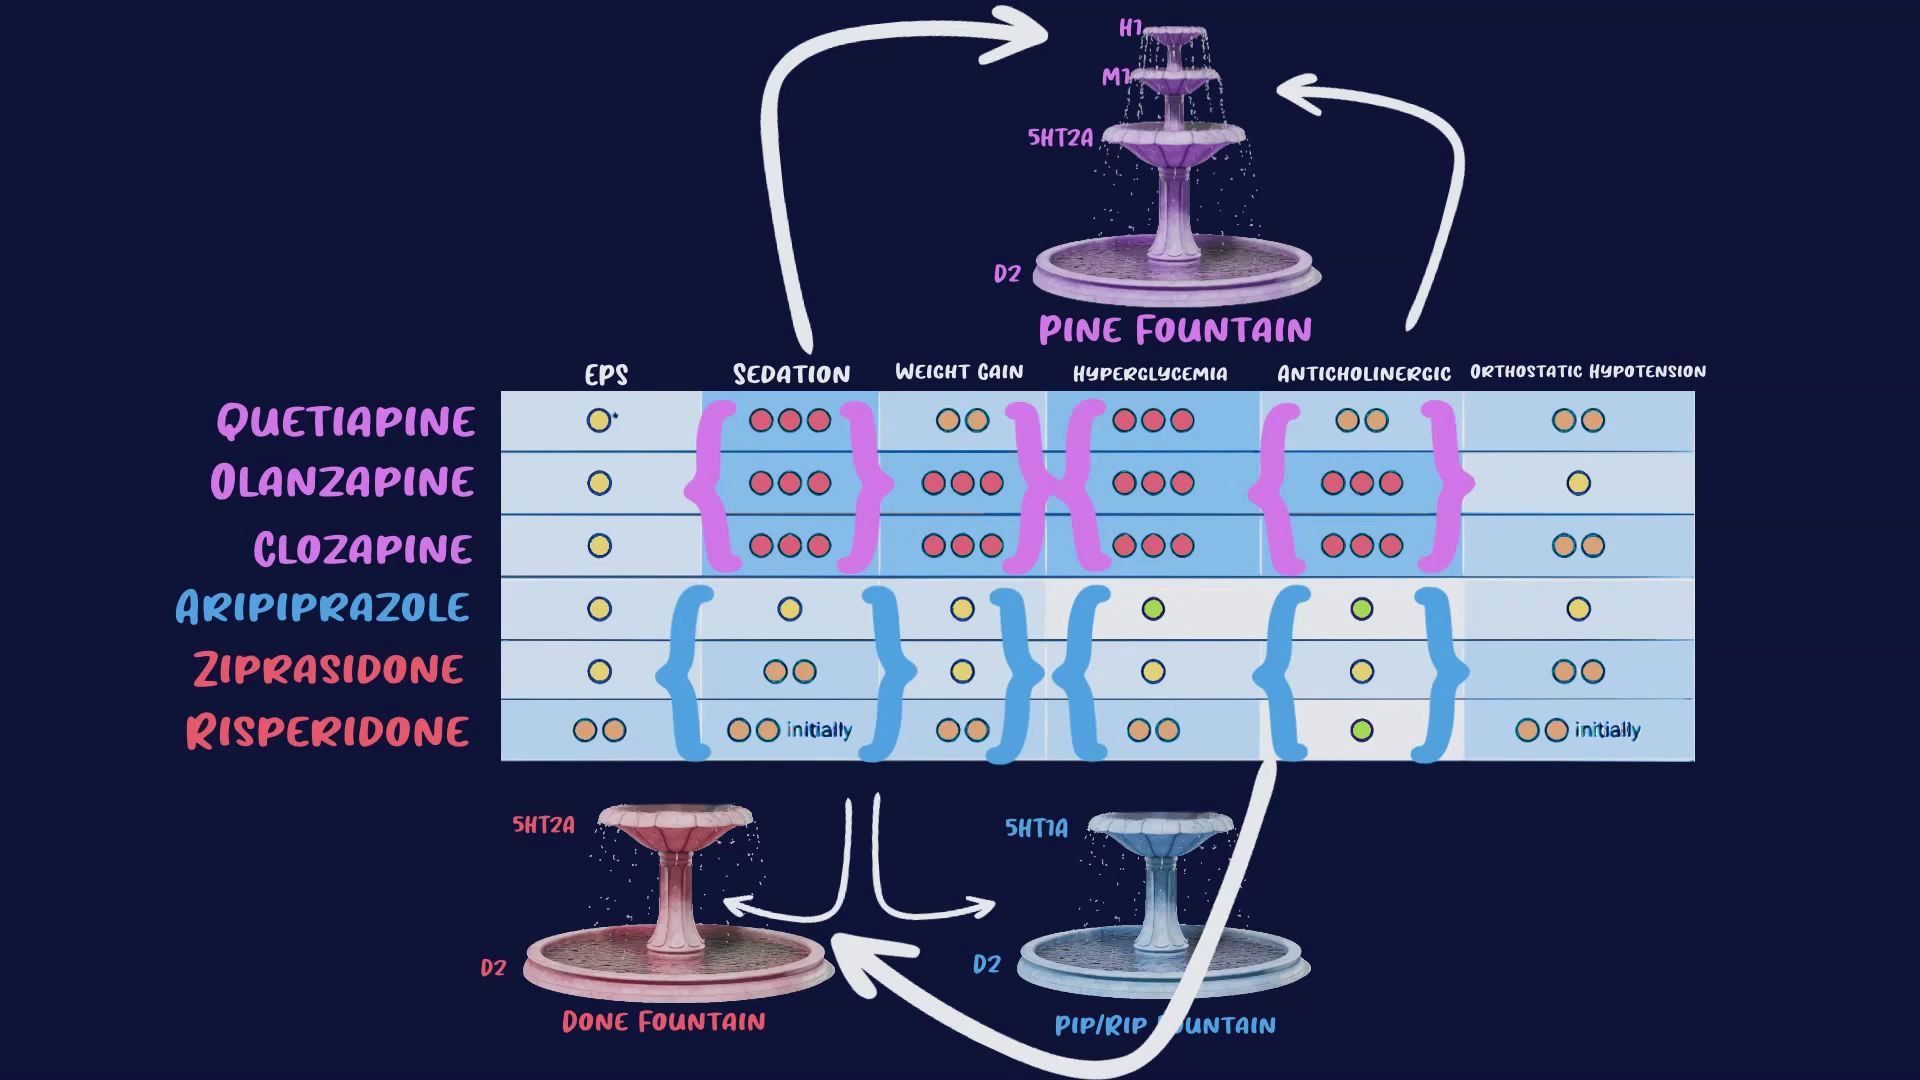 H1
M1
5HT2A
D2
PINE FOUNTAIN
EPS
SEDATION
WEIGHT GAIN
HYPERGLYCEMIA
ANTICHOLINERGIC
ORTHOSTATIC HYPOTENSION
QUETIAPINE
*
OLANZAPINE
CLOZAPINE
ARIPIPRAZOLE
ZIPRASIDONE
RISPERIDONE
initially
initially
5HT2A
5HT1A
D2
D2
DONE FOUNTAIN
PIP/RIP FOUNTAIN